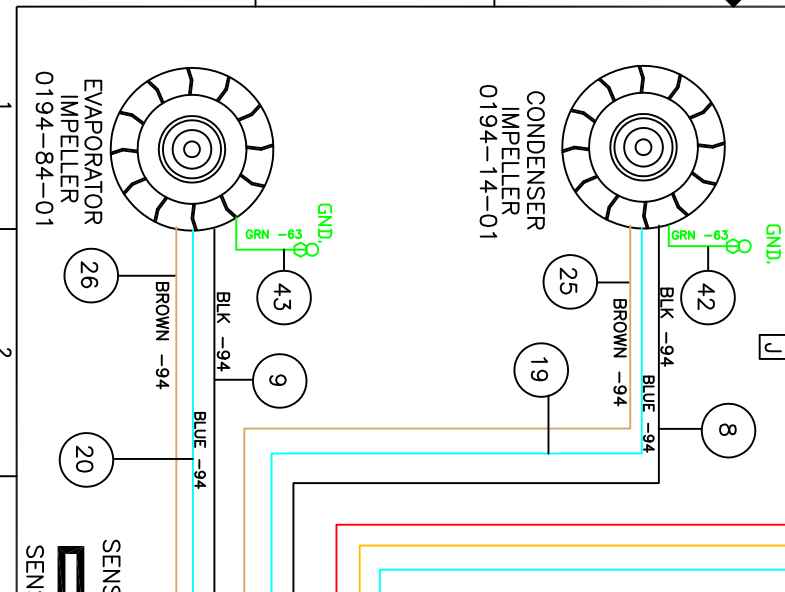 EVAPORATOR
IMPELLER
0194-84-01
CONDENSER
IMPELLER
0194-14-01
GND.
GRN -63
43
GND.
GRN -63
42
26
BROWN -94
BLK -94
9
BLUE -94
20
25
BROWN -94
BLK -94
19
BLUE -94
8
J
1
2
SENS
SENS